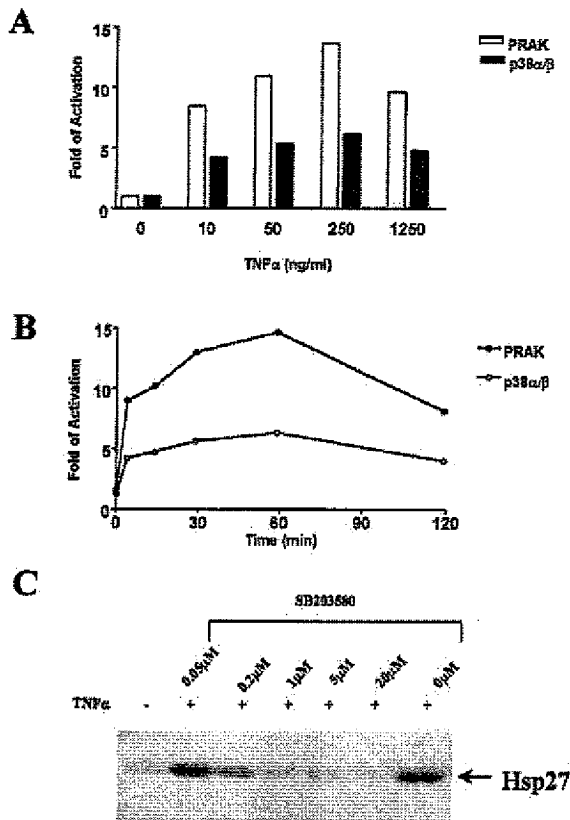 A
15
10
5
0
Fold of Activation
PRAK
p38α/β
0 10 50 250 1250
TNFα (ng/ml)
B
15
10
5
0
Fold of Activation
PRAK
p38α/β
0 30 60 90 120
Time (min)
C
SB203580
0.05μM 0.2μM 1μM 5μM 20μM 0μM
TNFα - + + + + + +
Hsp27